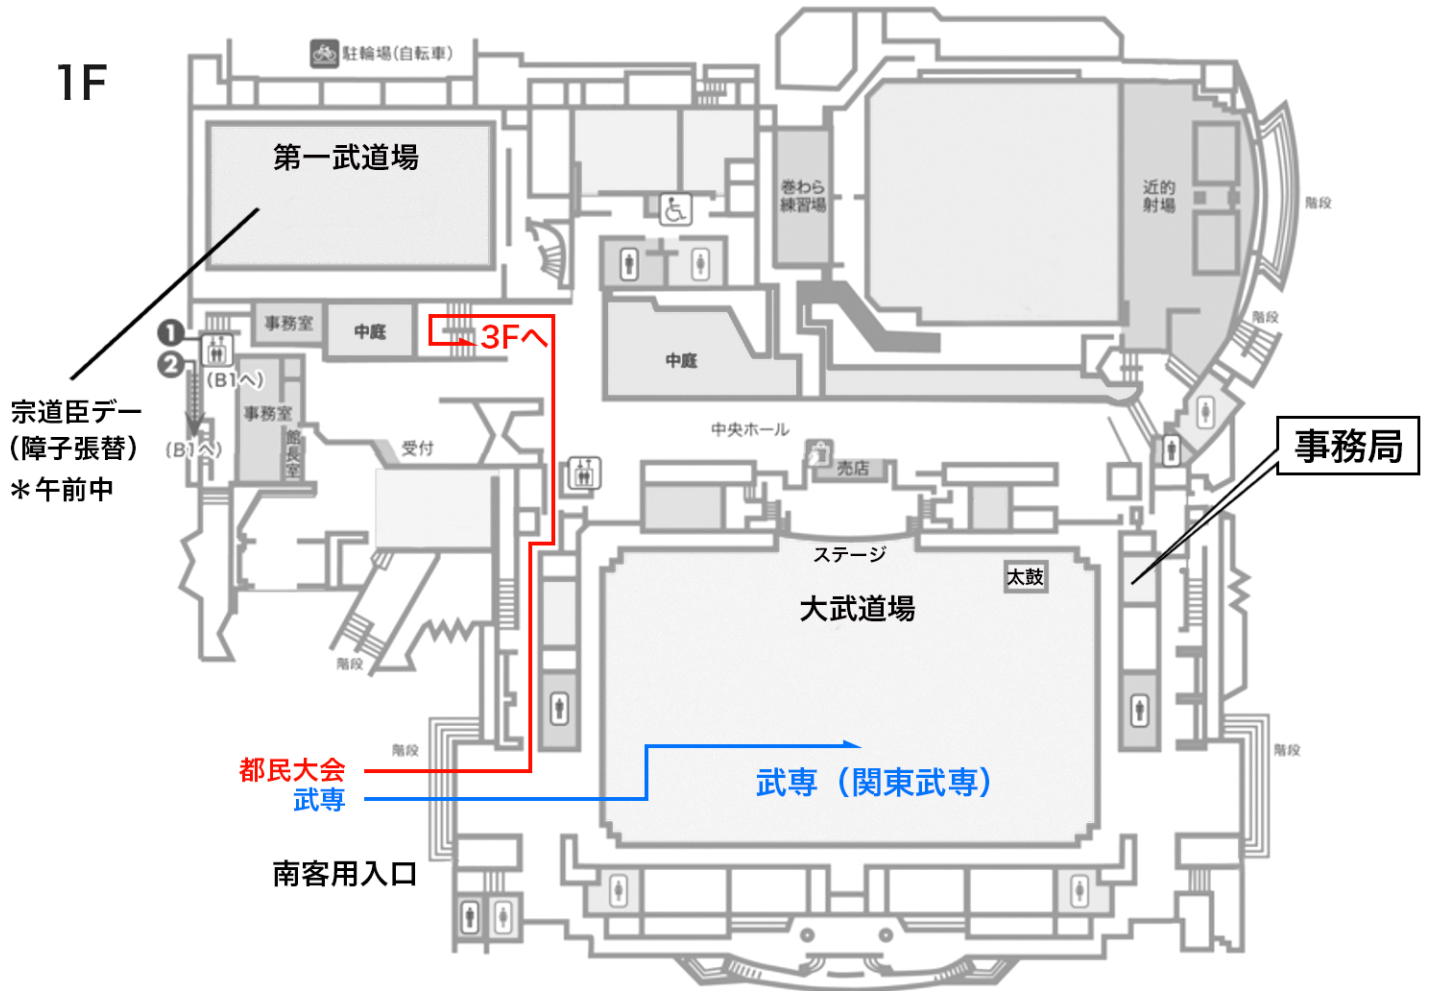 駐輪場(自転車)
1F
第一武道場
巻わら
練習場
近的
射場
階段
階段
事務室
中庭
3Fへ
1
2
(B1へ)
中庭
宗道臣デー
(障子張替)
*午前中
事務室
館長室
(B1へ)
受付
中央ホール
売店
事務局
ステージ
太鼓
大武道場
階段
階段
都民大会
武専
武専(関東武専)
階段
南客用入口